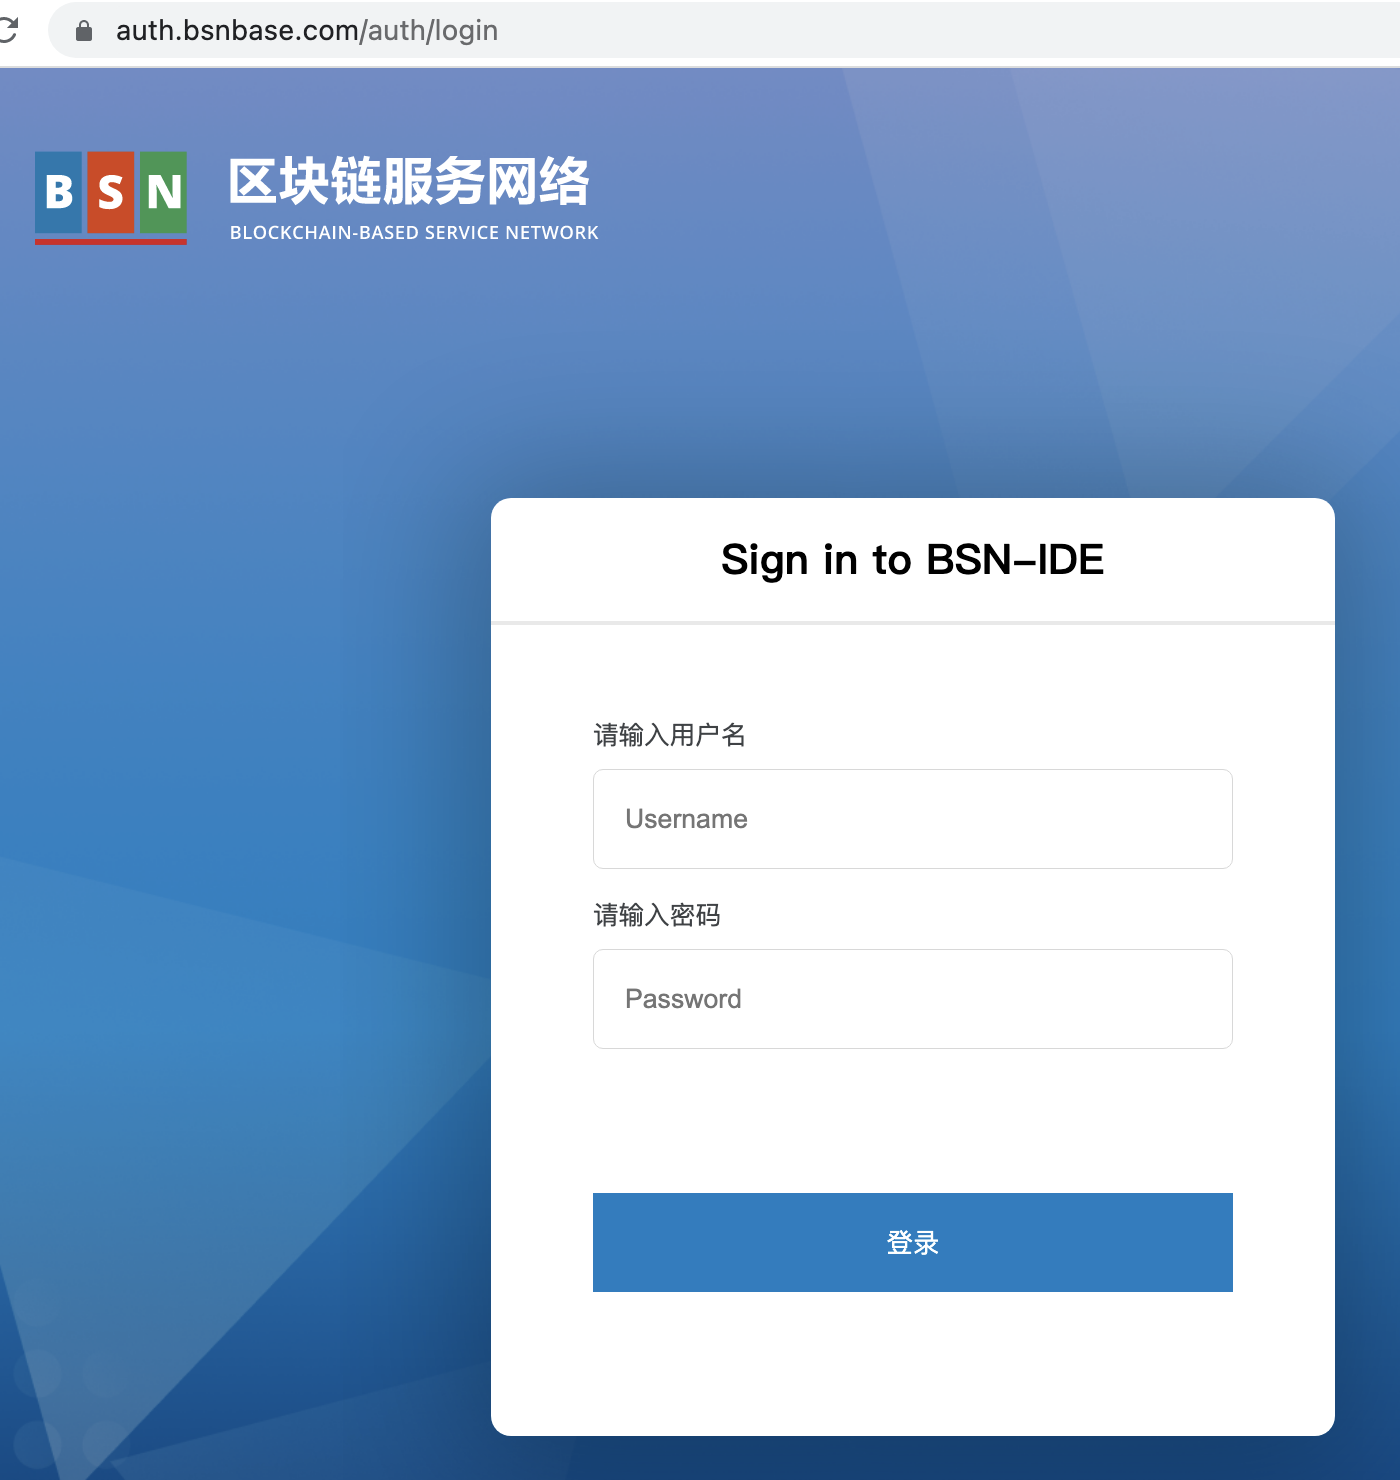 auth.bsnbase.com/auth/login
BSN
区块链服务网络
BLOCKCHAIN-BASED SERVICE NETWORK
Sign in to BSN-IDE
请输入用户名
Username
请输入密码
Password
登录